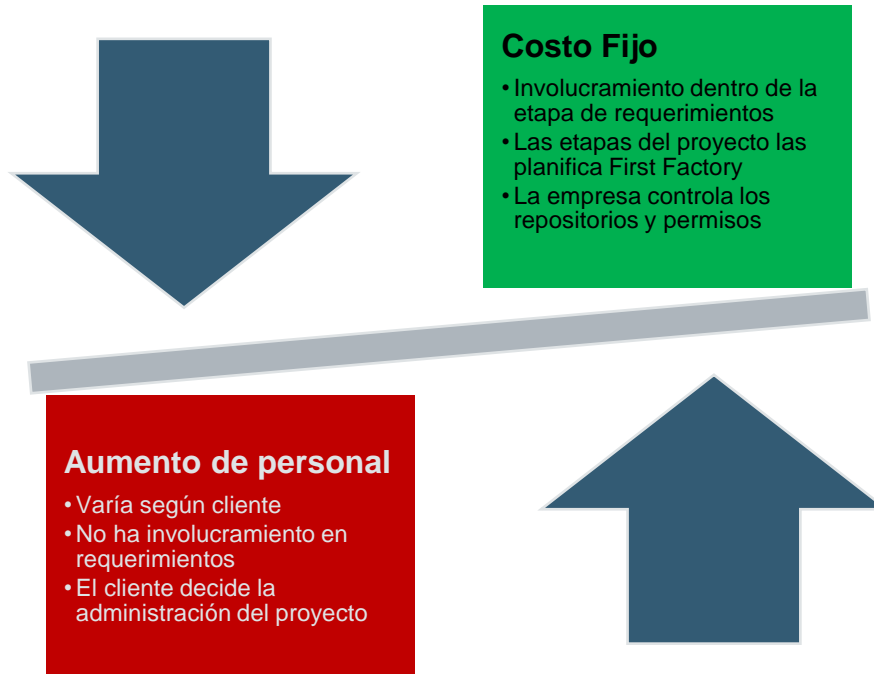 Costo Fijo
• Involucramiento dentro de la
etapa de requerimientos
• Las etapas del proyecto las
planifica First Factory
• La empresa controla los
repositorios y permisos
Aumento de personal
• Varía según cliente
• No ha involucramiento en
requerimientos
• El cliente decide la
administración del proyecto